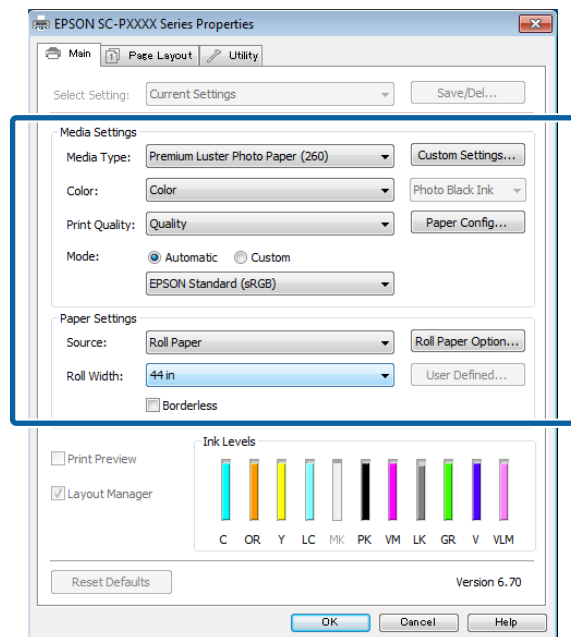 EPSON SC-PXXXX Series Properties
Main Page Layout Utility
Select Setting: Current Settings Save/Del...
Media Settings
Media Type: Premium Luster Photo Paper (260) Custom Settings...
Color: Color Photo Black Ink
Print Quality: Quality Paper Config...
Mode: Automatic Custom
EPSON Standard (sRGB)
Paper Settings
Source: Roll Paper Roll Paper Option...
Roll Width: 44 in User Defined...
Borderless
Ink Levels
Print Preview
Layout Manager
C OR Y LC MK PK VM LK GR V VLM
Reset Defaults Version 6.70
OK Cancel Help